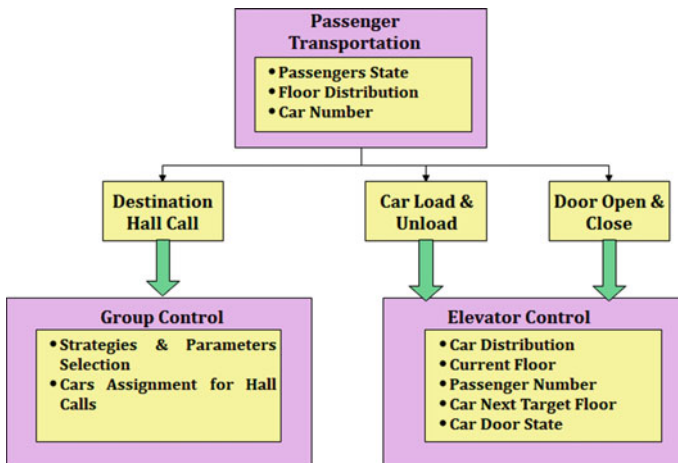 Passenger
Transportation
• Passengers State
• Floor Distribution
• Car Number
Destination
Hall Call
Car Load &
Unload
Door Open &
Close
Group Control
• Strategies & Parameters
Selection
• Cars Assignment for Hall
Calls
Elevator Control
• Car Distribution
• Current Floor
• Passenger Number
• Car Next Target Floor
• Car Door State